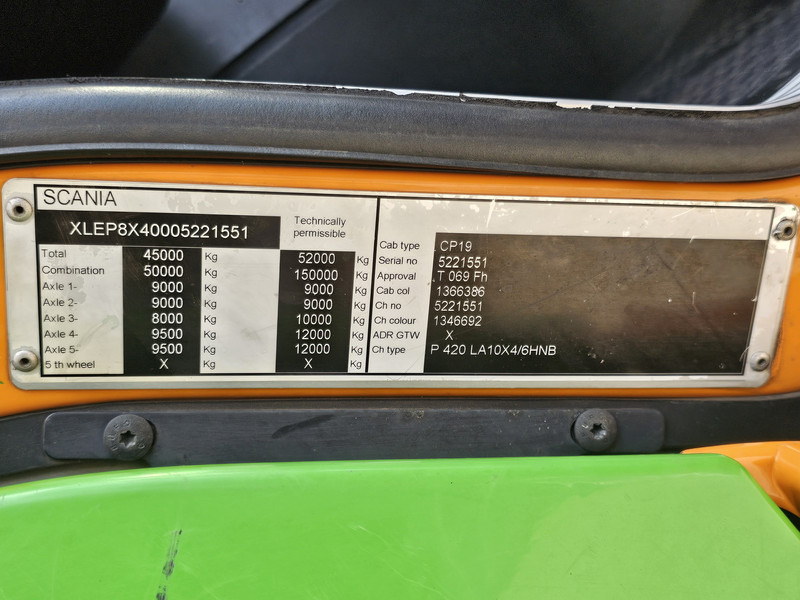 SCANIA
XLEP8X40005221551
Technically
permissible
Total 45000 Kg 52000 Kg
Combination 50000 Kg 150000 Kg
Axle 1- 9000 Kg 9000 Kg
Axle 2- 9000 Kg 9000 Kg
Axle 3- 8000 Kg 10000 Kg
Axle 4- 9500 Kg 12000 Kg
Axle 5- 9500 Kg 12000 Kg
5 th wheel X Kg X Kg
Cab type CP19
Serial no 5221551
Approval T 069 Fh
Cab col 1366386
Ch no 5221551
Ch colour 1346692
ADR GTW X
Ch type P 420 LA10X4/6HNB